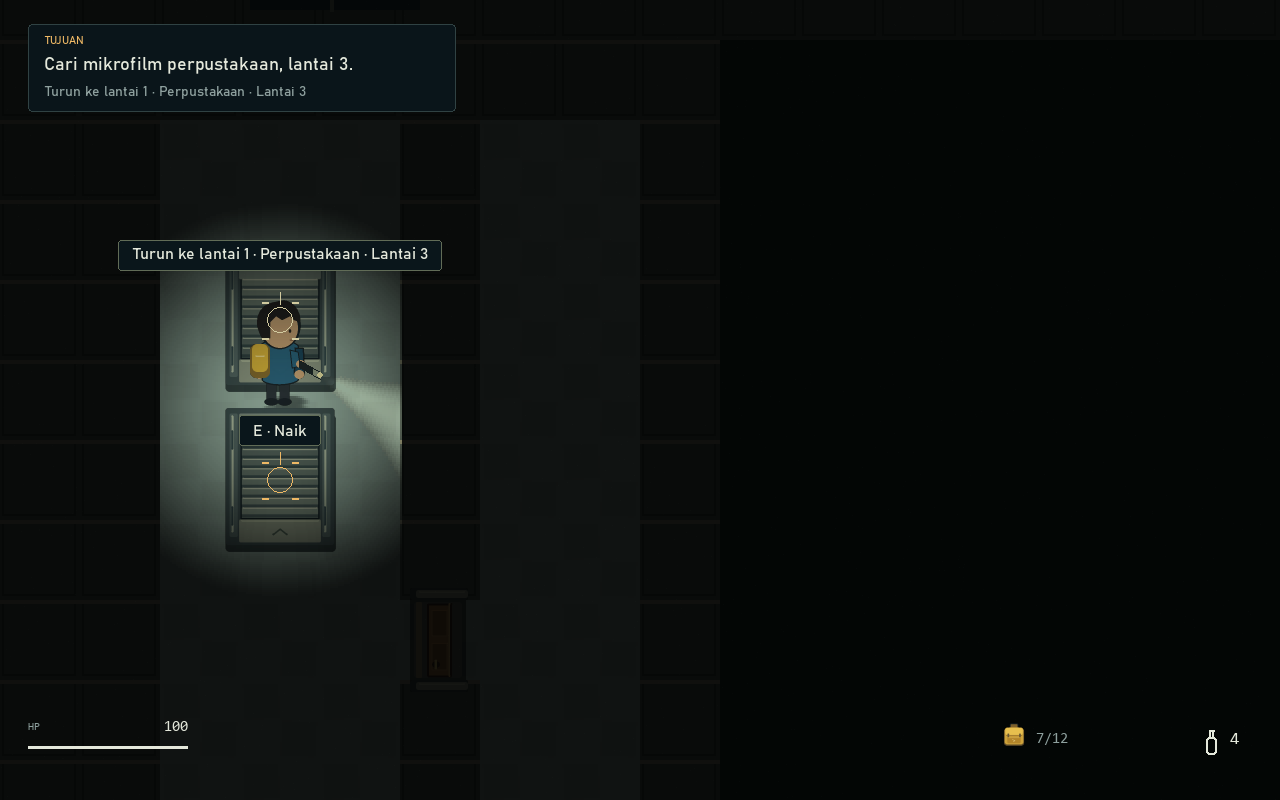 TUJUAN
Cari mikrofilm perpustakaan, lantai 3.
Turun ke lantai 1 · Perpustakaan · Lantai 3
Turun ke lantai 1 · Perpustakaan · Lantai 3
E · Naik
HP 100
7/12
4